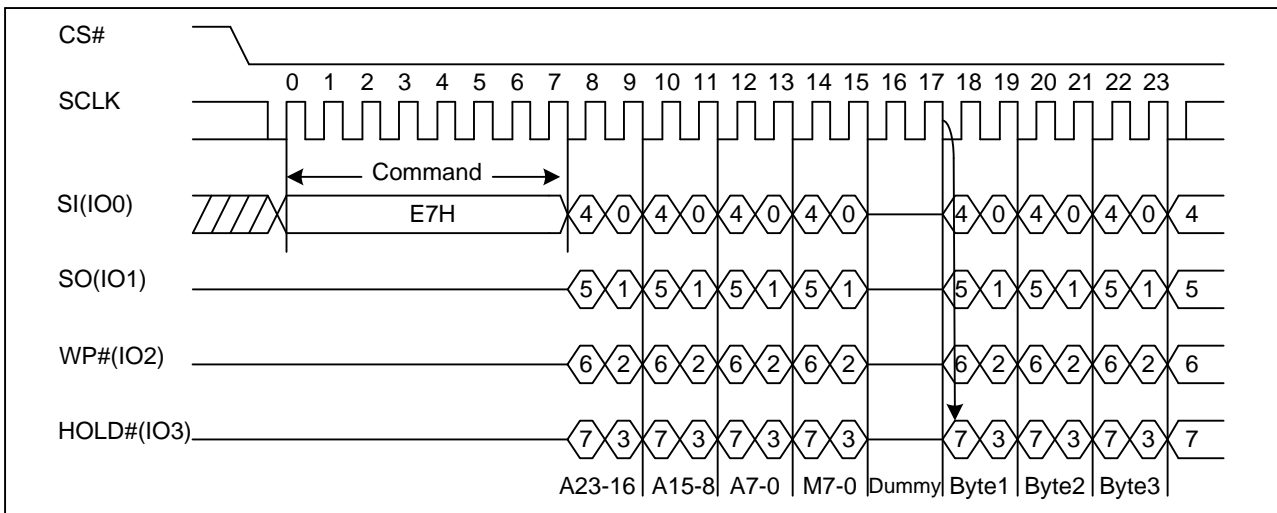 CS#
0 1 2 3 4 5 6 7 8 9 10 11 12 13 14 15 16 17 18 19 20 21 22 23
SCLK
Command
SI(IO0) E7H 4 0 4 0 4 0 4 0 4 0 4 0 4 0 4
SO(IO1) 5 1 5 1 5 1 5 1 5 1 5 1 5 1 5
WP#(IO2) 6 2 6 2 6 2 6 2 6 2 6 2 6 2 6
HOLD#(IO3) 7 3 7 3 7 3 7 3 7 3 7 3 7 3 7
A23-16 A15-8 A7-0 M7-0 Dummy Byte1 Byte2 Byte3